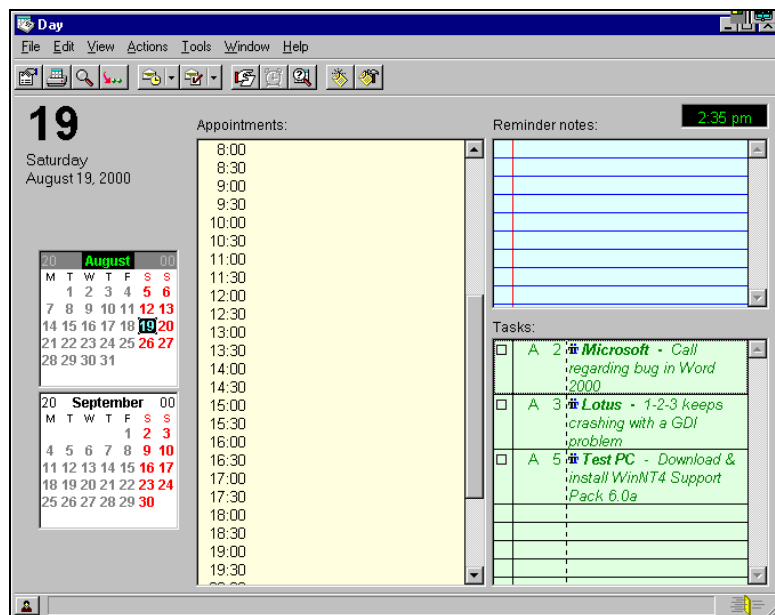 Day
File Edit View Actions Tools Window Help
19
Saturday
August 19, 2000
20 August 00
M T W T F S S
1 2 3 4 5 6
7 8 9 10 11 12 13
14 15 16 17 18 19 20
21 22 23 24 25 26 27
28 29 30 31
20 September 00
M T W T F S S
1 2 3
4 5 6 7 8 9 10
11 12 13 14 15 16 17
18 19 20 21 22 23 24
25 26 27 28 29 30
Appointments:
8:00
8:30
9:00
9:30
10:00
10:30
11:00
11:30
12:00
12:30
13:00
13:30
14:00
14:30
15:00
15:30
16:00
16:30
17:00
17:30
18:00
18:30
19:00
19:30
Reminder notes:
2:35 pm
Tasks:
A 2 Microsoft - Call
regarding bug in Word
2000
A 3 Lotus - 1-2-3 keeps
crashing with a GDI
problem
A 5 Test PC - Download &
install WinNT4 Support
Pack 6.0a